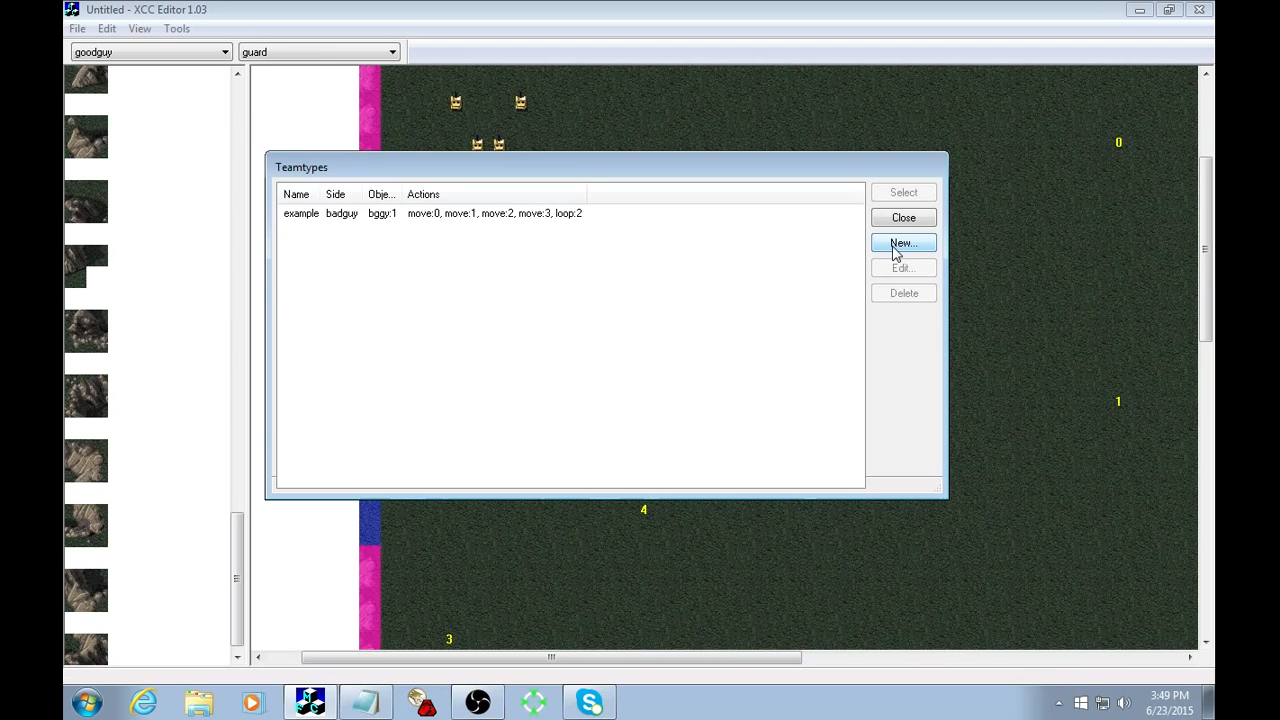 Untitled - XCC Editor 1.03
File Edit View Tools
goodguy guard
0
Teamtypes
Name Side Obje... Actions
example badguy bggy:1 move:0, move:1, move:2, move:3, loop:2
Select
Close
New...
Edit...
Delete
1
4
3
3:49 PM
6/23/2015